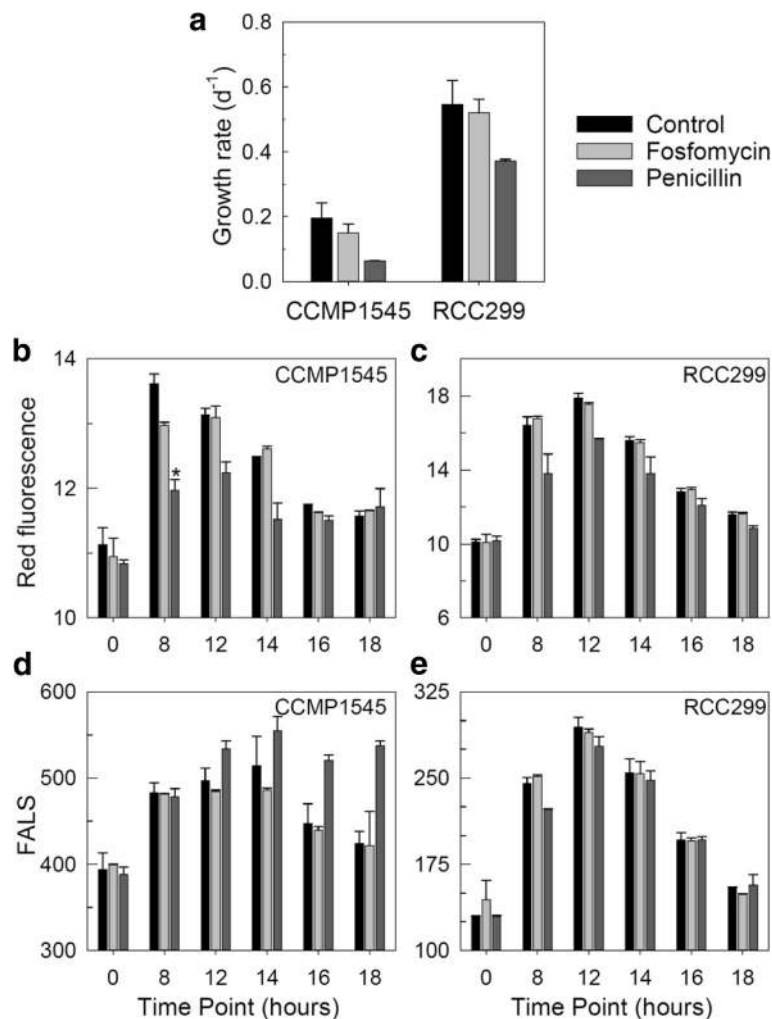 a
0.8
0.6
0.4
0.2
0.0
Growth rate (d⁻¹)
CCMP1545 RCC299
Control
Fosfomycin
Penicillin
b
CCMP1545
14
13
12
11
10
Red fluorescence
*
0 8 12 14 16 18
c
RCC299
18
14
10
6
0 8 12 14 16 18
d
CCMP1545
600
500
400
300
FALS
0 8 12 14 16 18
Time Point (hours)
e
RCC299
325
250
175
100
0 8 12 14 16 18
Time Point (hours)